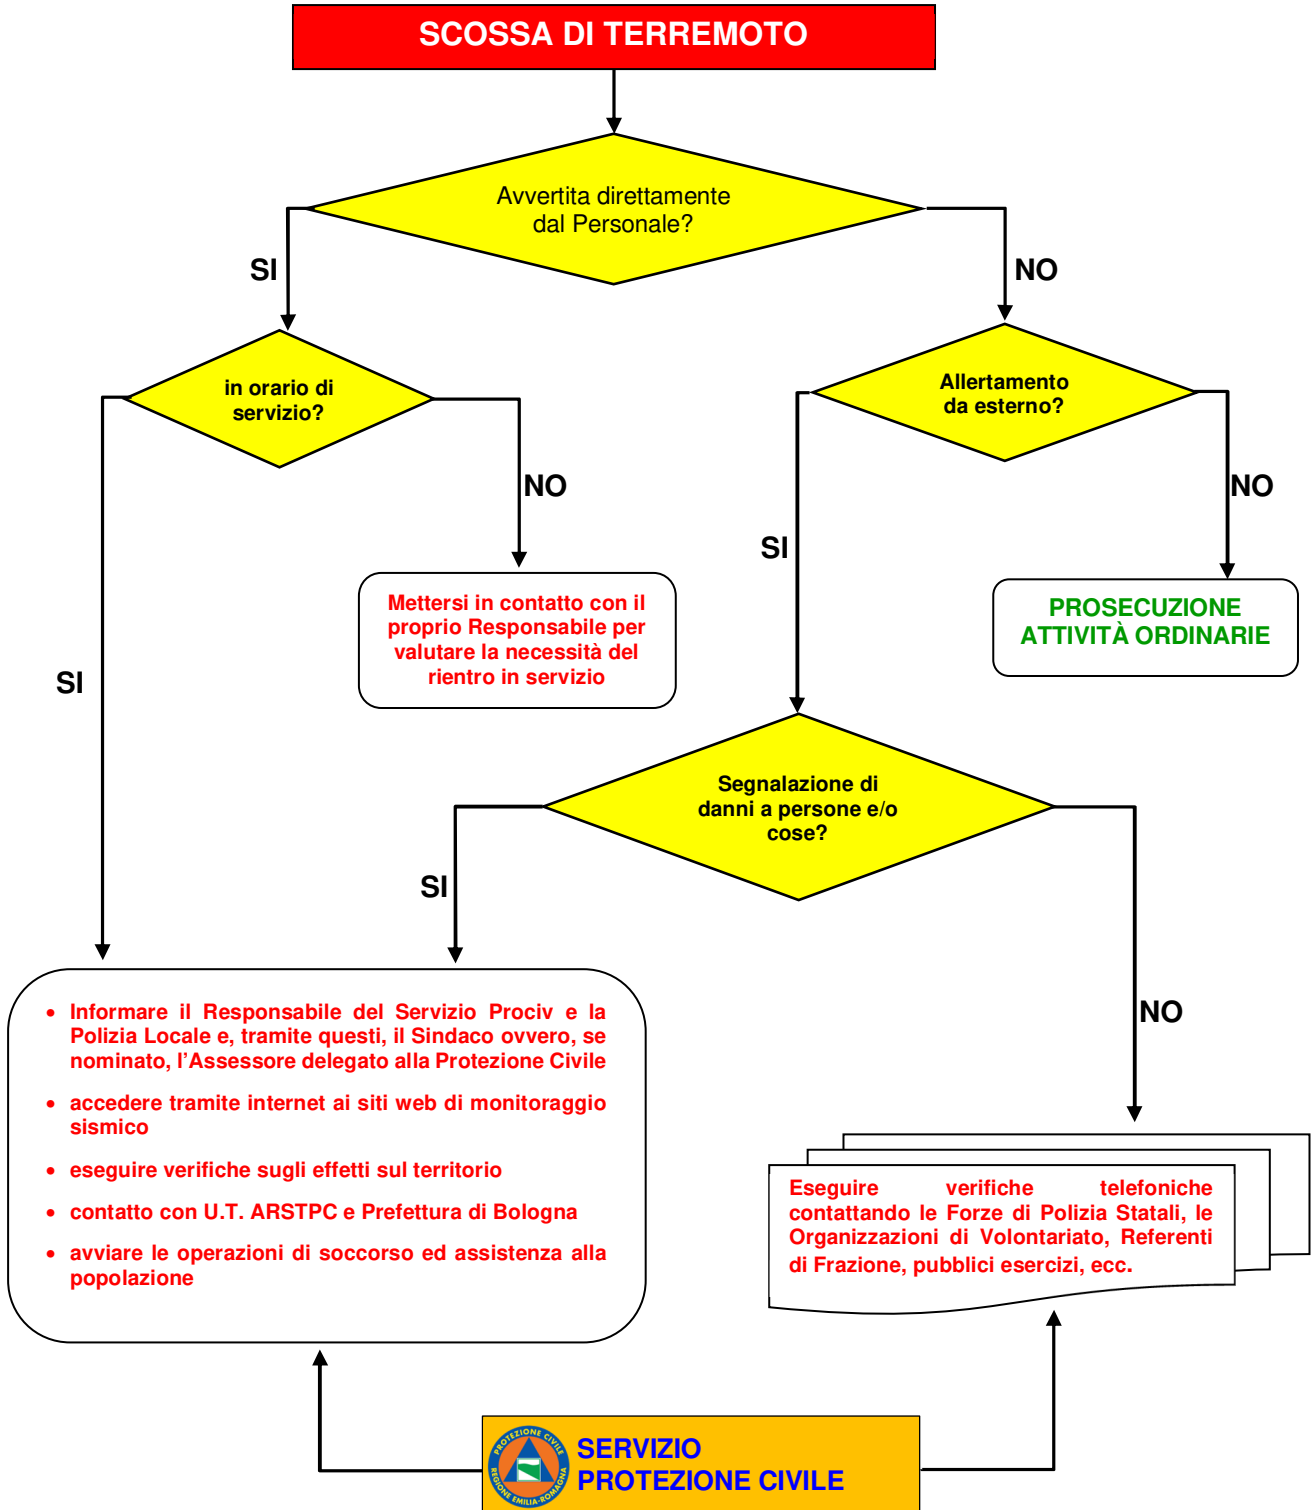 SCOSSA DI TERREMOTO
Avvertita direttamente
dal Personale?
SI
NO
in orario di
servizio?
Allertamento
da esterno?
NO
NO
SI
Mettersi in contatto con il
proprio Responsabile per
valutare la necessità del
rientro in servizio
PROSECUZIONE
ATTIVITÀ ORDINARIE
SI
Segnalazione di
danni a persone e/o
cose?
SI
NO
• Informare il Responsabile del Servizio Prociv e la
Polizia Locale e, tramite questi, il Sindaco ovvero, se
nominato, l'Assessore delegato alla Protezione Civile
• accedere tramite internet ai siti web di monitoraggio
sismico
• eseguire verifiche sugli effetti sul territorio
• contatto con U.T. ARSTPC e Prefettura di Bologna
• avviare le operazioni di soccorso ed assistenza alla
popolazione
Eseguire verifiche telefoniche
contattando le Forze di Polizia Statali, le
Organizzazioni di Volontariato, Referenti
di Frazione, pubblici esercizi, ecc.
PROTEZIONE CIVILE
REGIONE EMILIA-ROMAGNA
SERVIZIO
PROTEZIONE CIVILE